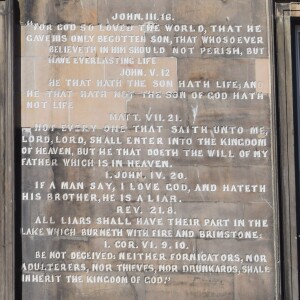 JOHN. III. 16.
"FOR GOD SO LOVED THE WORLD, THAT HE
GAVE HIS ONLY BEGOTTEN SON, THAT WHOSOEVER
BELIEVETH IN HIM SHOULD NOT PERISH, BUT
HAVE EVERLASTING LIFE
JOHN. V. 12
HE THAT HATH THE SON HATH LIFE; AND
HE THAT HATH NOT THE SON OF GOD HATH
NOT LIFE
MATT. VII. 21.
NOT EVERY ONE THAT SAITH UNTO ME,
LORD, LORD, SHALL ENTER INTO THE KINGDOM
OF HEAVEN, BUT HE THAT DOETH THE WILL OF MY
FATHER WHICH IS IN HEAVEN.
1. JOHN. IV. 20.
IF A MAN SAY, I LOVE GOD, AND HATETH
HIS BROTHER, HE IS A LIAR.
REV. 21. 8.
ALL LIARS SHALL HAVE THEIR PART IN THE
LAKE WHICH BURNETH WITH FIRE AND BRIMSTONE:
1. COR. VI. 9. 10.
BE NOT DECEIVED: NEITHER FORNICATORS, NOR
ADULTERERS, NOR THIEVES, NOR DRUNKARDS, SHALL
INHERIT THE KINGDOM OF GOD."